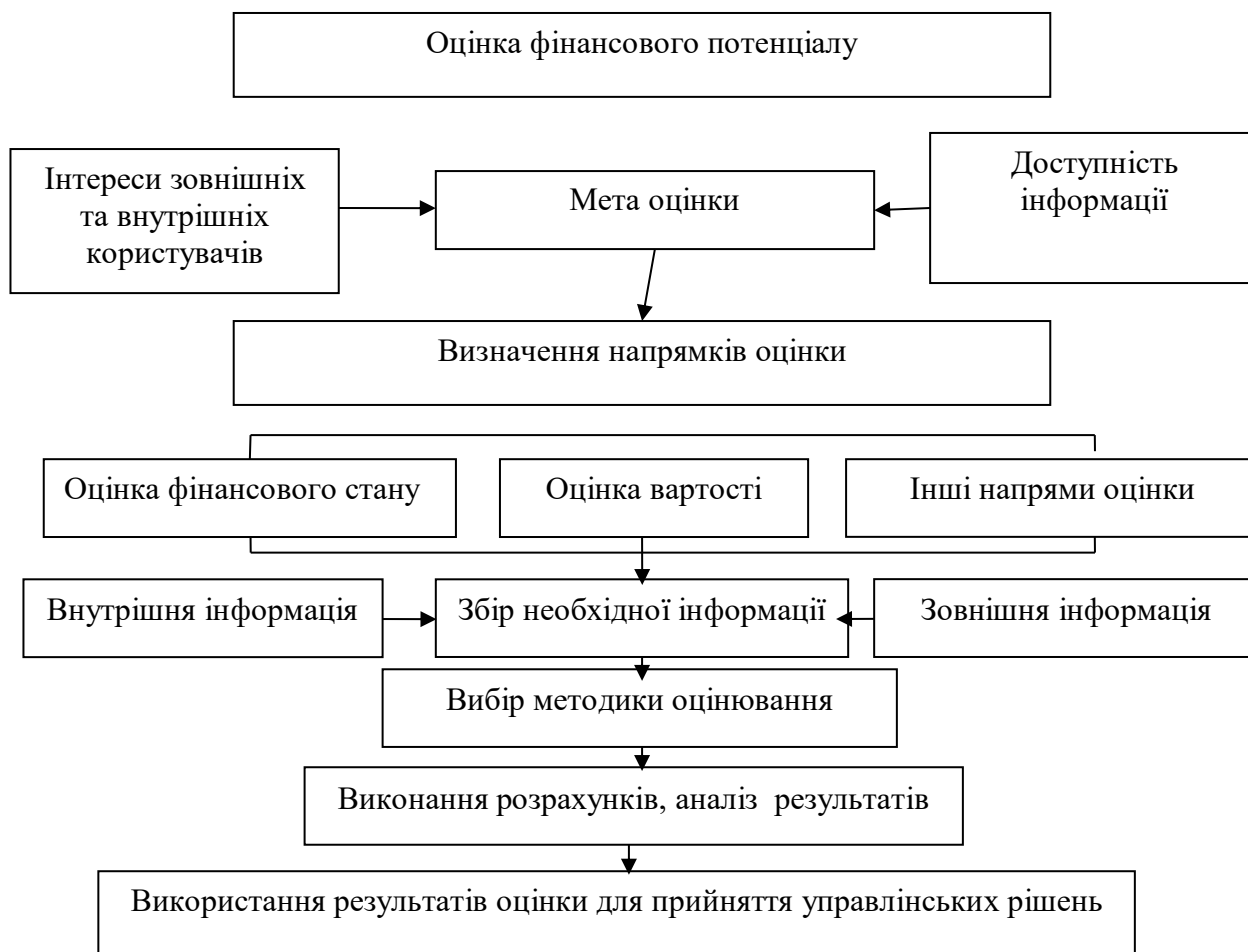 Оцінка фінансового потенціалу
Інтереси зовнішніх
та внутрішніх
користувачів
Мета оцінки
Доступність
інформації
Визначення напрямків оцінки
Оцінка фінансового стану
Оцінка вартості
Інші напрями оцінки
Внутрішня інформація
Збір необхідної інформації
Зовнішня інформація
Вибір методики оцінювання
Виконання розрахунків, аналіз  результатів
Використання результатів оцінки для прийняття управлінських рішень